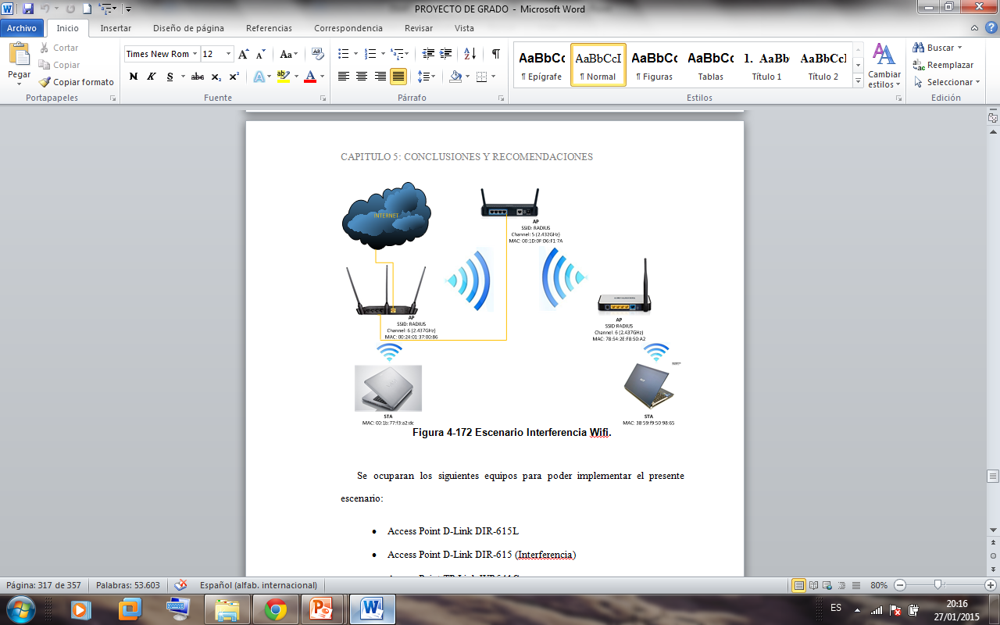 PROYECTO DE GRADO - Microsoft Word
Archivo Inicio Insertar Diseño de página Referencias Correspondencia Revisar Vista
Pegar
Cortar
Copiar
Copiar formato
Portapapeles
Times New Rom 12
N K S abc x₂ x²
Fuente
Párrafo
AaBbCc AaBbCcI AaBbCc AaBbCc 1. AaBb AaBbCcI
¶ Epígrafe ¶ Normal ¶ Figuras Tablas Título 1 Título 2
Cambiar estilos
Estilos
Buscar
Reemplazar
Seleccionar
Edición
CAPITULO 5: CONCLUSIONES Y RECOMENDACIONES
INTERNET
AP
SSID: RADIUS
Channel: 5 (2.432GHz)
MAC: 00:1D:0F:D6:F1:7A
AP
SSID: RADIUS
Channel: 6 (2.437GHz)
MAC: 00:24:01:37:00:86
AP
SSID:RADIUS
Channel: 6 (2.437GHz)
MAC: 78:54:2E:F8:50:A2
STA
MAC: 00:1b:77:f3:a2:dc
STA
MAC: 38:59:f9:50:98:65
Figura 4-172 Escenario Interferencia Wifi.
Se ocuparan los siguientes equipos para poder implementar el presente
escenario:
• Access Point D-Link DIR-615L
• Access Point D-Link DIR-615 (Interferencia)
Página: 317 de 357 Palabras: 53.603 Español (alfab. internacional) 80%
ES
20:16
27/01/2015